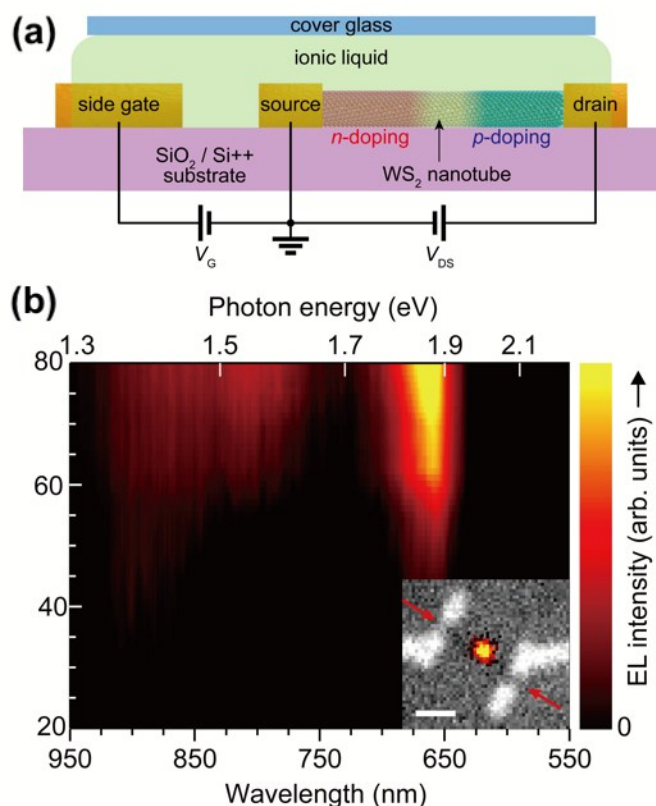 (a)
cover glass
ionic liquid
side gate
source
drain
n-doping
p-doping
SiO₂ / Si++
substrate
WS₂ nanotube
V_G
V_DS
(b)
Photon energy (eV)
1.3 1.5 1.7 1.9 2.1
80
60
40
20
950 850 750 650 550
Wavelength (nm)
EL intensity (arb. units)
0